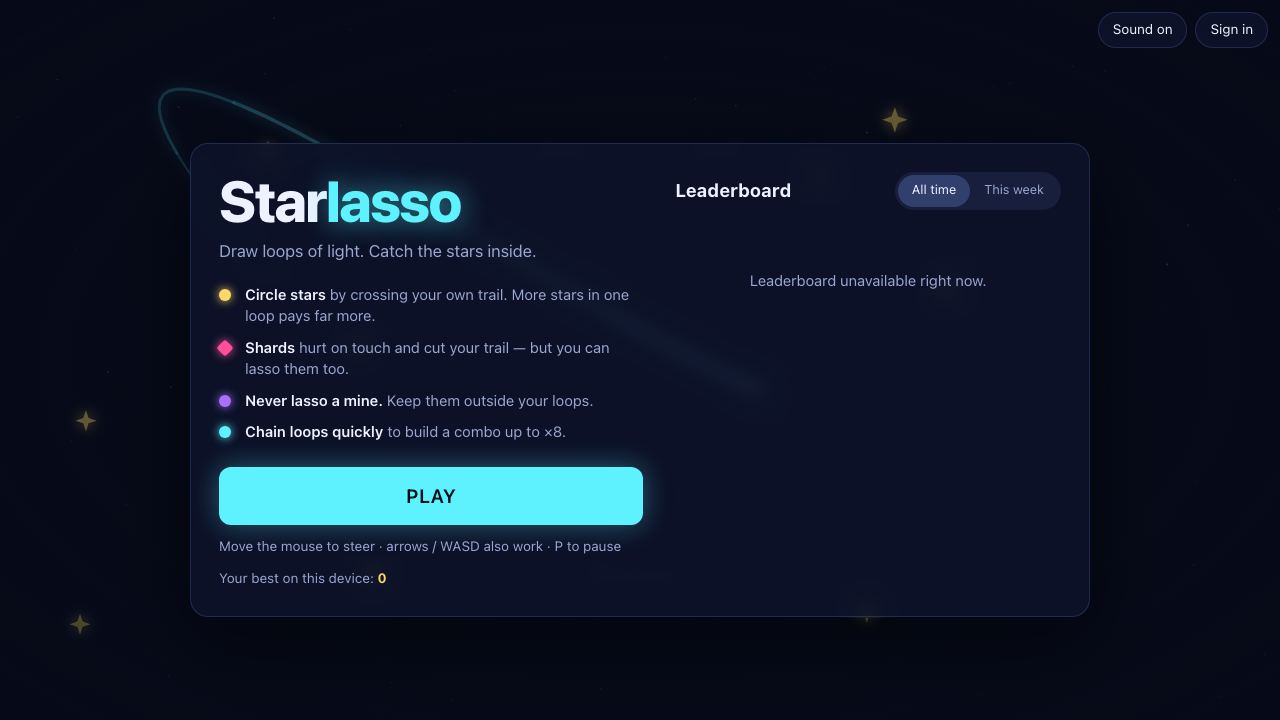 Sound on
Sign in
Starlasso
Draw loops of light. Catch the stars inside.
Circle stars by crossing your own trail. More stars in one
loop pays far more.
Shards hurt on touch and cut your trail — but you can
lasso them too.
Never lasso a mine. Keep them outside your loops.
Chain loops quickly to build a combo up to ×8.
PLAY
Move the mouse to steer · arrows / WASD also work · P to pause
Your best on this device: 0
Leaderboard
All time
This week
Leaderboard unavailable right now.